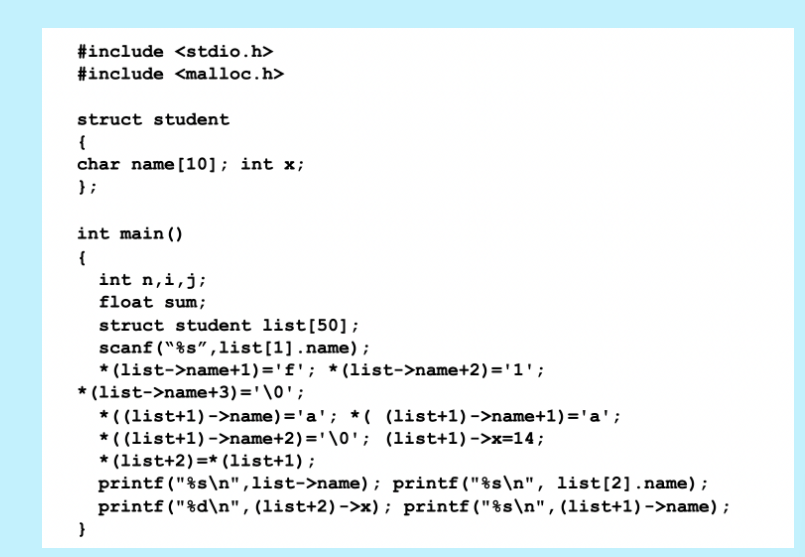 #include <stdio.h>
#include <malloc.h>
struct student
{
char name[10]; int x;
};
int main()
{
int n,i,j;
float sum;
struct student list[50];
scanf(“%s”,list[1].name);
*(list->name+1)='f'; *(list->name+2)='1';
*(list->name+3)='\0';
*((list+1)->name)='a'; *( (list+1)->name+1)='a';
*((list+1)->name+2)='\0'; (list+1)->x=14;
*(list+2)=*(list+1);
printf("%s\n",list->name); printf("%s\n", list[2].name);
printf("%d\n",(list+2)->x); printf("%s\n",(list+1)->name);
}